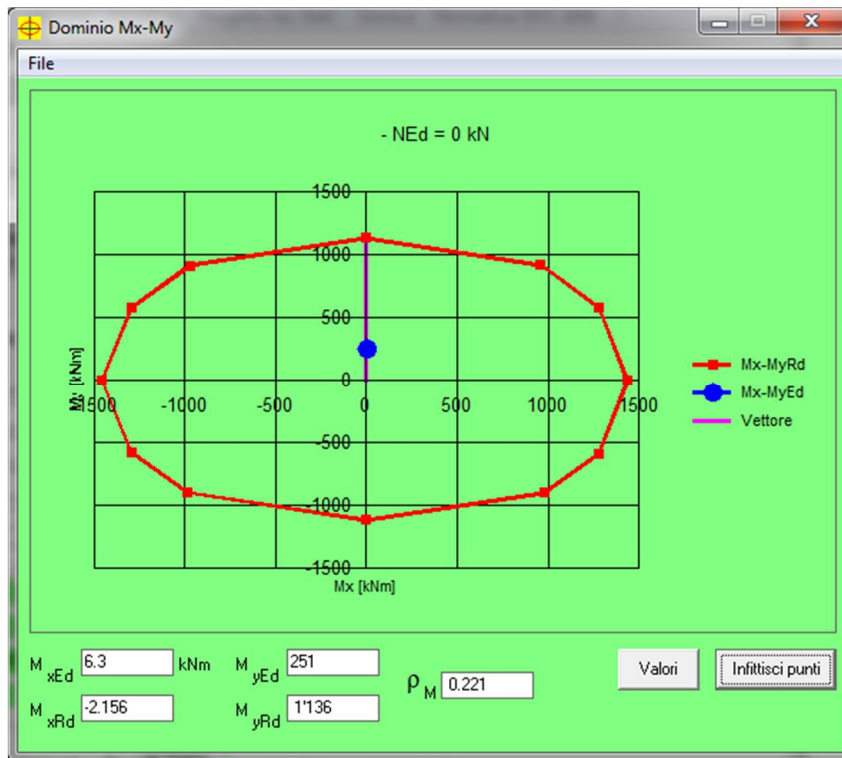 Dominio Mx-My
File
- NEd = 0 kN
1500
1000
500
0
-500
-1000
-1500
My [kNm]
-1500 -1000 -500 0 500 1000 1500
Mx [kNm]
Mx-MyRd
Mx-MyEd
Vettore
M xEd 6.3 kNm M yEd 251
M xRd -2.156 M yRd 1'136
ρ M 0.221
Valori
Infittisci punti